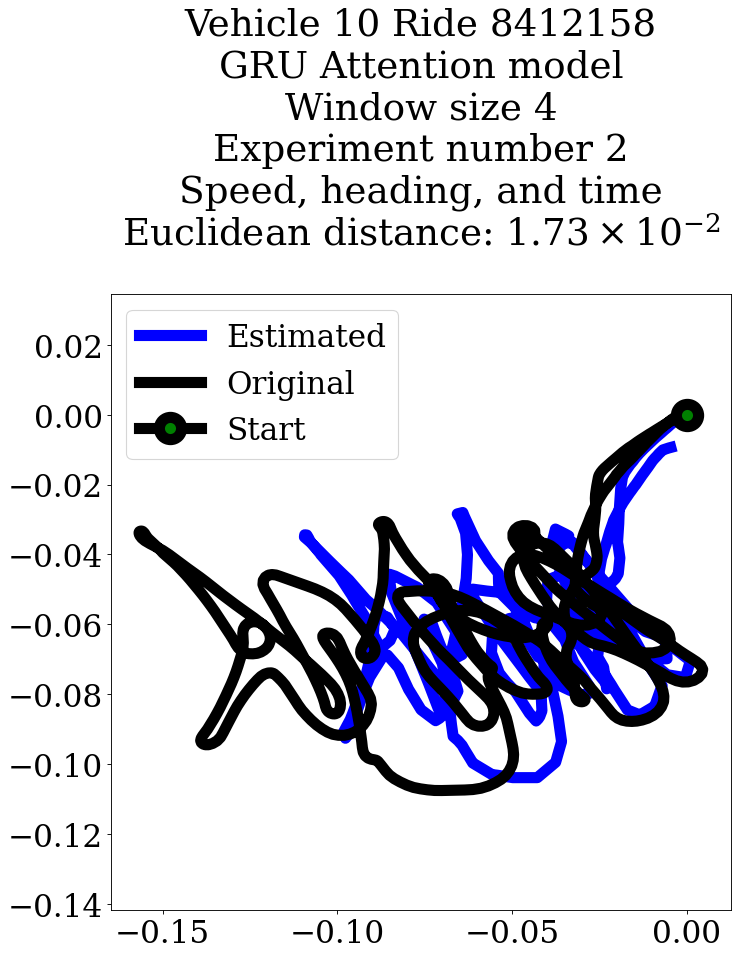 Vehicle 10 Ride 8412158
GRU Attention model
Window size 4
Experiment number 2
Speed, heading, and time
Euclidean distance: 1.73 × 10⁻²
Estimated
Original
Start
0.02
0.00
−0.02
−0.04
−0.06
−0.08
−0.10
−0.12
−0.14
−0.15
−0.10
−0.05
0.00